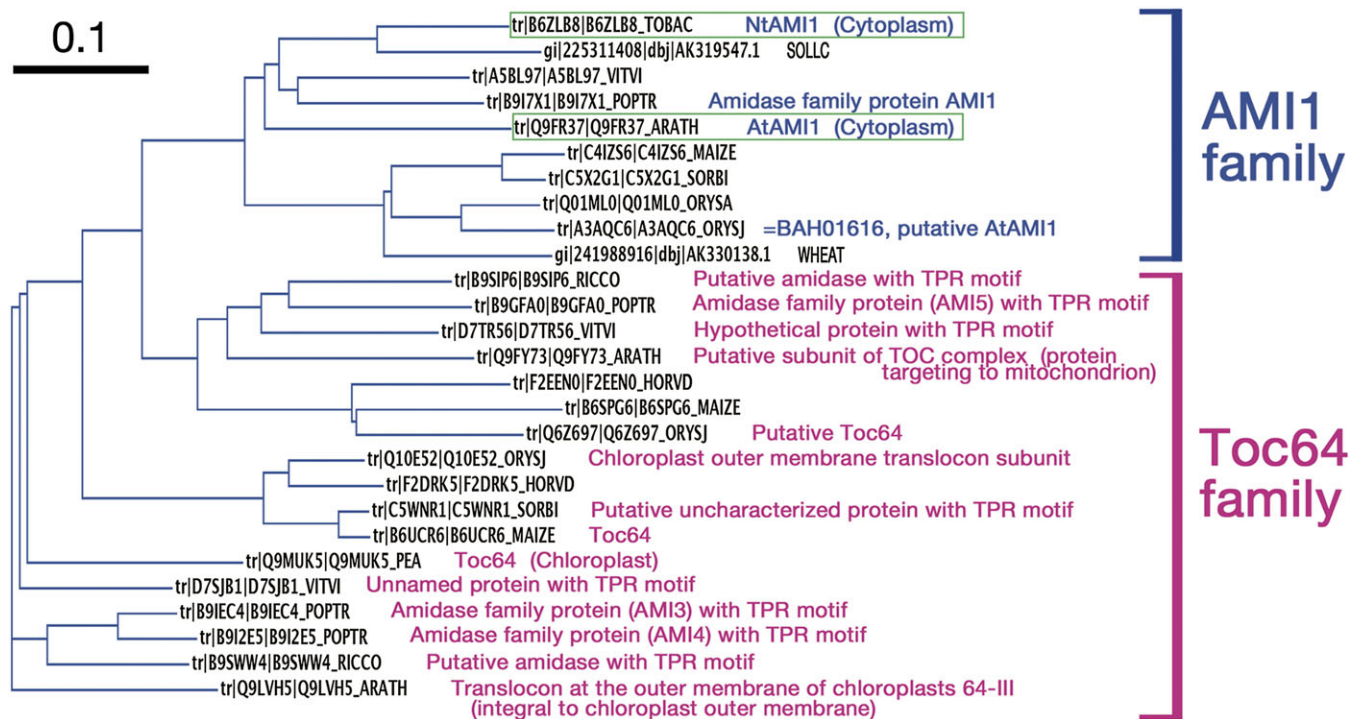 0.1
tr|B6ZLB8|B6ZLB8_TOBAC NtAMI1 (Cytoplasm)
gi|225311408|dbj|AK319547.1 SOLLC
tr|A5BL97|A5BL97_VITVI
tr|B9I7X1|B9I7X1_POPTR Amidase family protein AMI1
tr|Q9FR37|Q9FR37_ARATH AtAMI1 (Cytoplasm)
tr|C4IZS6|C4IZS6_MAIZE
tr|C5X2G1|C5X2G1_SORBI
tr|Q01ML0|Q01ML0_ORYSA
tr|A3AQC6|A3AQC6_ORYSJ =BAH01616, putative AtAMI1
gi|241988916|dbj|AK330138.1 WHEAT
AMI1
family
tr|B9SIP6|B9SIP6_RICCO Putative amidase with TPR motif
tr|B9GFA0|B9GFA0_POPTR Amidase family protein (AMI5) with TPR motif
tr|D7TR56|D7TR56_VITVI Hypothetical protein with TPR motif
tr|Q9FY73|Q9FY73_ARATH Putative subunit of TOC complex (protein
targeting to mitochondrion)
tr|F2EEN0|F2EEN0_HORVD
tr|B6SPG6|B6SPG6_MAIZE
tr|Q6Z697|Q6Z697_ORYSJ Putative Toc64
tr|Q10E52|Q10E52_ORYSJ Chloroplast outer membrane translocon subunit
tr|F2DRK5|F2DRK5_HORVD
tr|C5WNR1|C5WNR1_SORBI Putative uncharacterized protein with TPR motif
tr|B6UCR6|B6UCR6_MAIZE Toc64
tr|Q9MUK5|Q9MUK5_PEA Toc64 (Chloroplast)
tr|D7SJB1|D7SJB1_VITVI Unnamed protein with TPR motif
tr|B9IEC4|B9IEC4_POPTR Amidase family protein (AMI3) with TPR motif
tr|B9I2E5|B9I2E5_POPTR Amidase family protein (AMI4) with TPR motif
tr|B9SWW4|B9SWW4_RICCO Putative amidase with TPR motif
tr|Q9LVH5|Q9LVH5_ARATH Translocon at the outer membrane of chloroplasts 64-III
(integral to chloroplast outer membrane)
Toc64
family